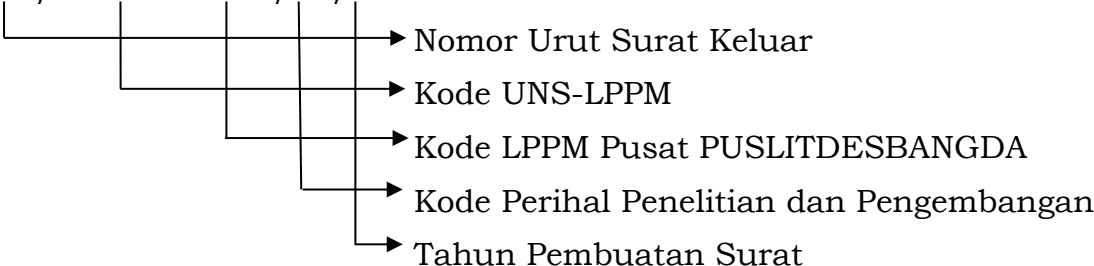 Nomor Urut Surat Keluar
Kode UNS-LPPM
Kode LPPM Pusat PUSLITDESBANGDA
Kode Perihal Penelitian dan Pengembangan
Tahun Pembuatan Surat